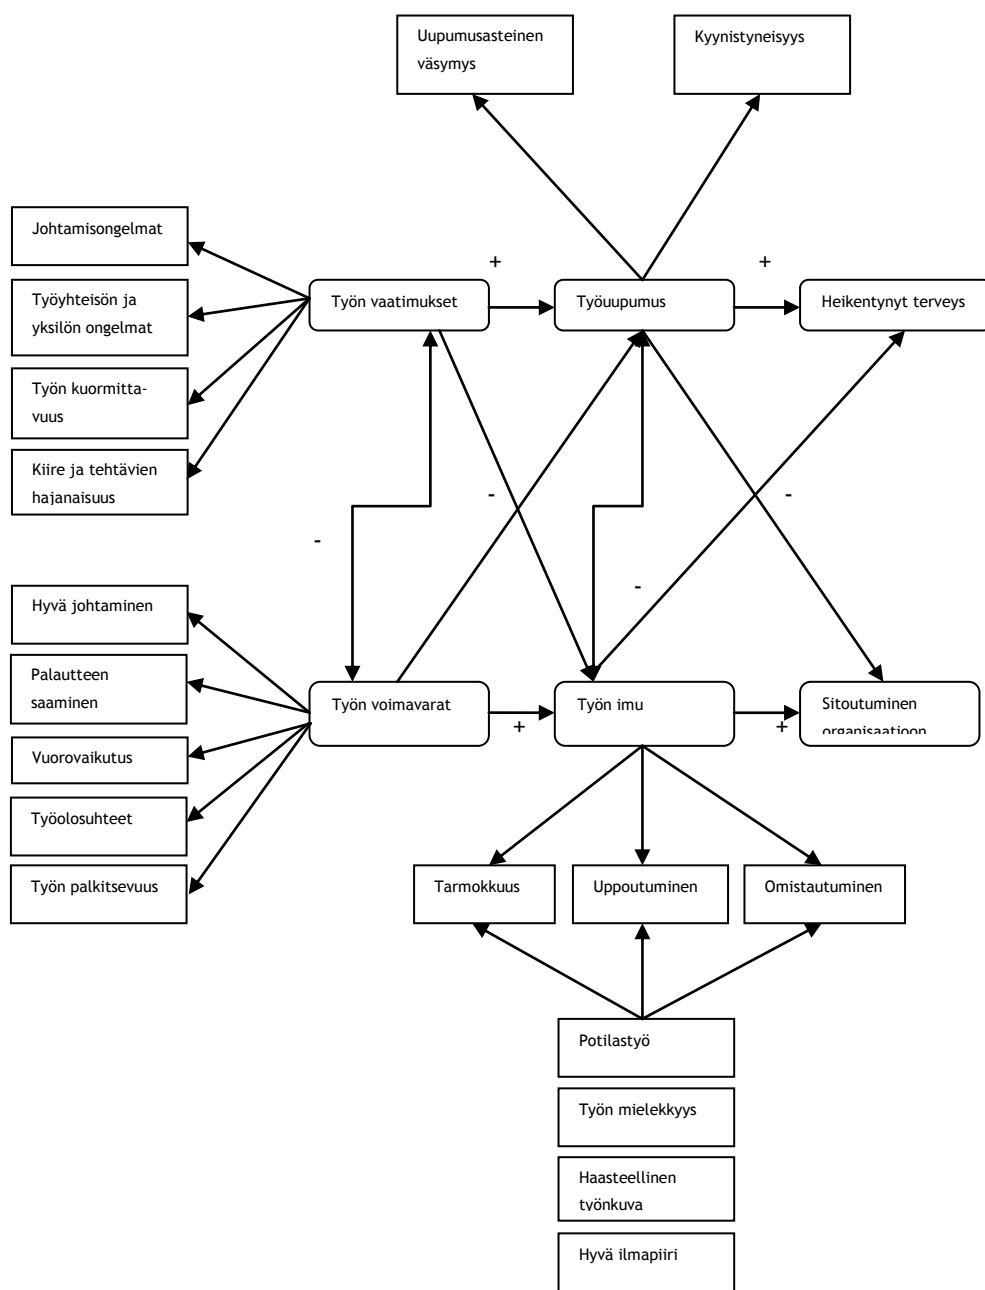 Uupumusasteinen
väsymys
Kyynistyneisyys
Johtamisongelmat
+
+
Työyhteisön ja
yksilön ongelmat
Työn vaatimukset
Työuupumus
Heikentynyt terveys
Työn kuormitta-
vuus
Kiire ja tehtävien
hajanaisuus
-
-
-
-
Hyvä johtaminen
Palautteen
saaminen
Työn voimavarat
Työn imu
Sitoutuminen
organisaatioon
+
+
Vuorovaikutus
Työolosuhteet
Työn palkitsevuus
Tarmokkuus
Uppoutuminen
Omistautuminen
Potilastyö
Työn mielekkyys
Haasteellinen
työnkuva
Hyvä ilmapiiri